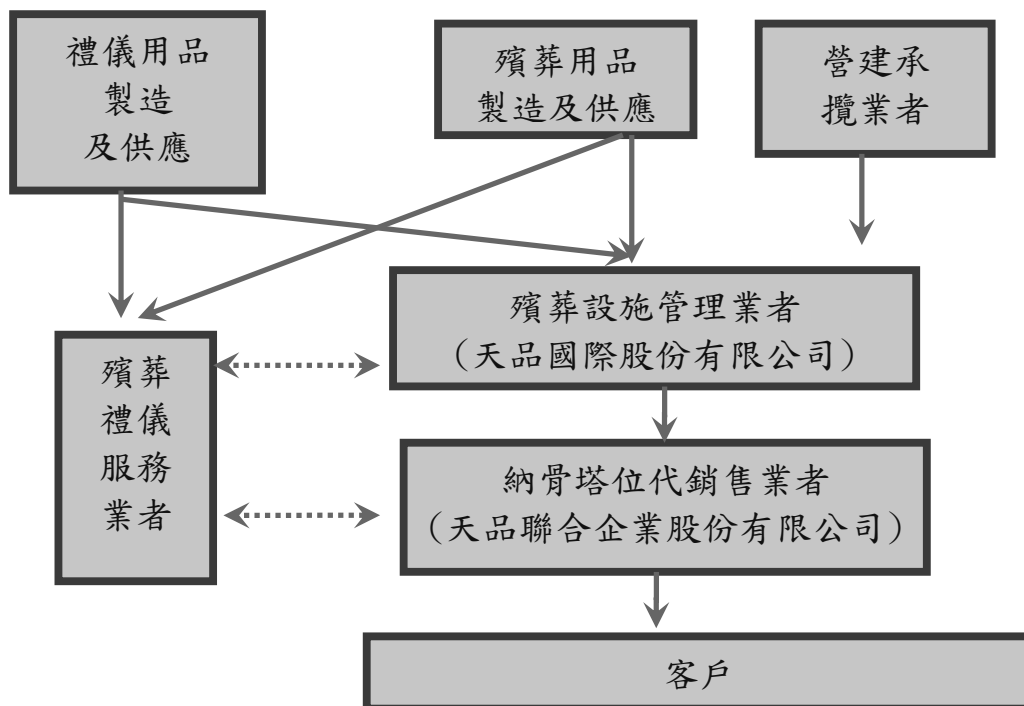 禮儀用品
製造
及供應
殯葬用品
製造及供應
營建承
攬業者
殯葬設施管理業者
（天品國際股份有限公司）
殯葬
禮儀
服務
業者
納骨塔位代銷售業者
（天品聯合企業股份有限公司）
客戶